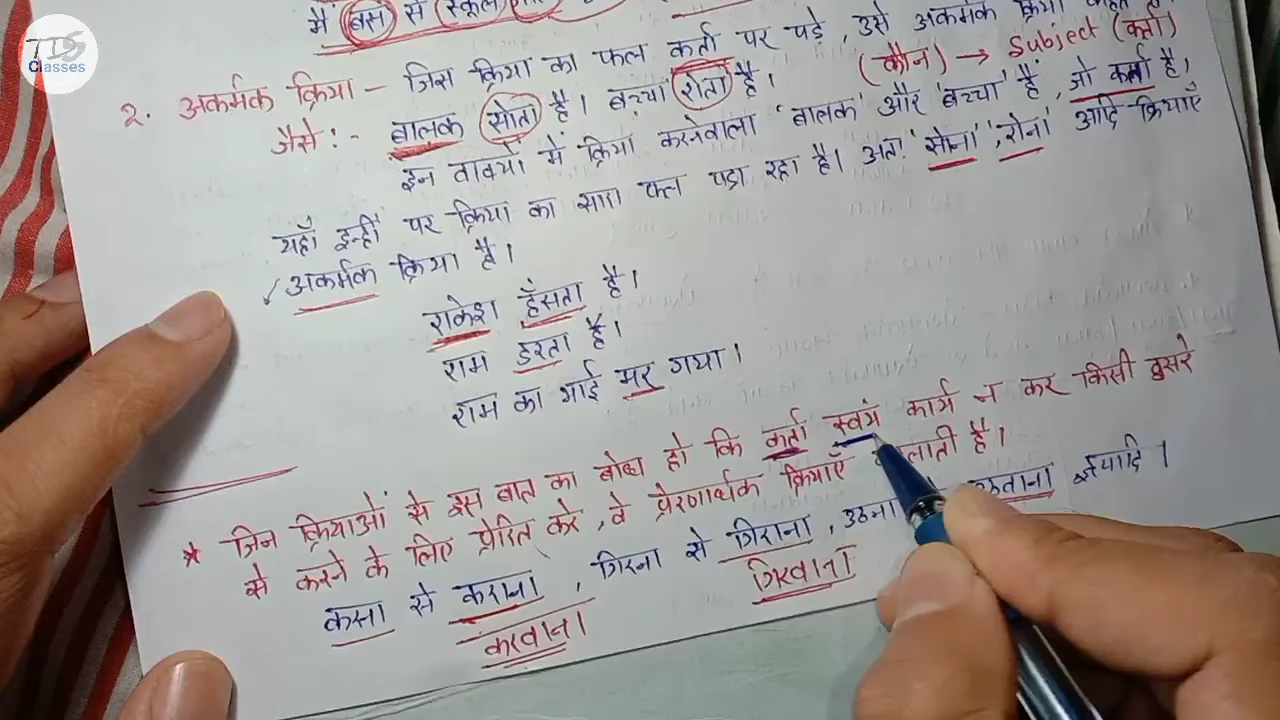 TDS
Classes
मैं बस से स्कूल
2. अकर्मक क्रिया – जिस क्रिया का फल कर्ता पर पड़े, उसे अकर्मक क्रिया कहते
(कौन) → Subject (कर्ता)
जैसे :- बालक सोता है। बच्चा रोता है।
इन वाक्यों में क्रिया करनेवाला 'बालक' और 'बच्चा' है, जो कर्ता है।
यहाँ इन्हीं पर क्रिया का सारा फल पड़ा रहा है। अतः 'सोना', 'रोना' आदि क्रियाएँ
✓ अकर्मक क्रिया है।
राकेश हँसता है।
राम डरता है।
राम का भाई मर गया।
* जिन क्रियाओं से इस बात का बोध हो कि कर्ता स्वयं कार्य न कर किसी दुसरे
से करने के लिए प्रेरित करे, वे प्रेरणार्थक क्रियाएँ है।
करना से कराना, गिरना से गिराना, उठना
करवाना
गिरवाना